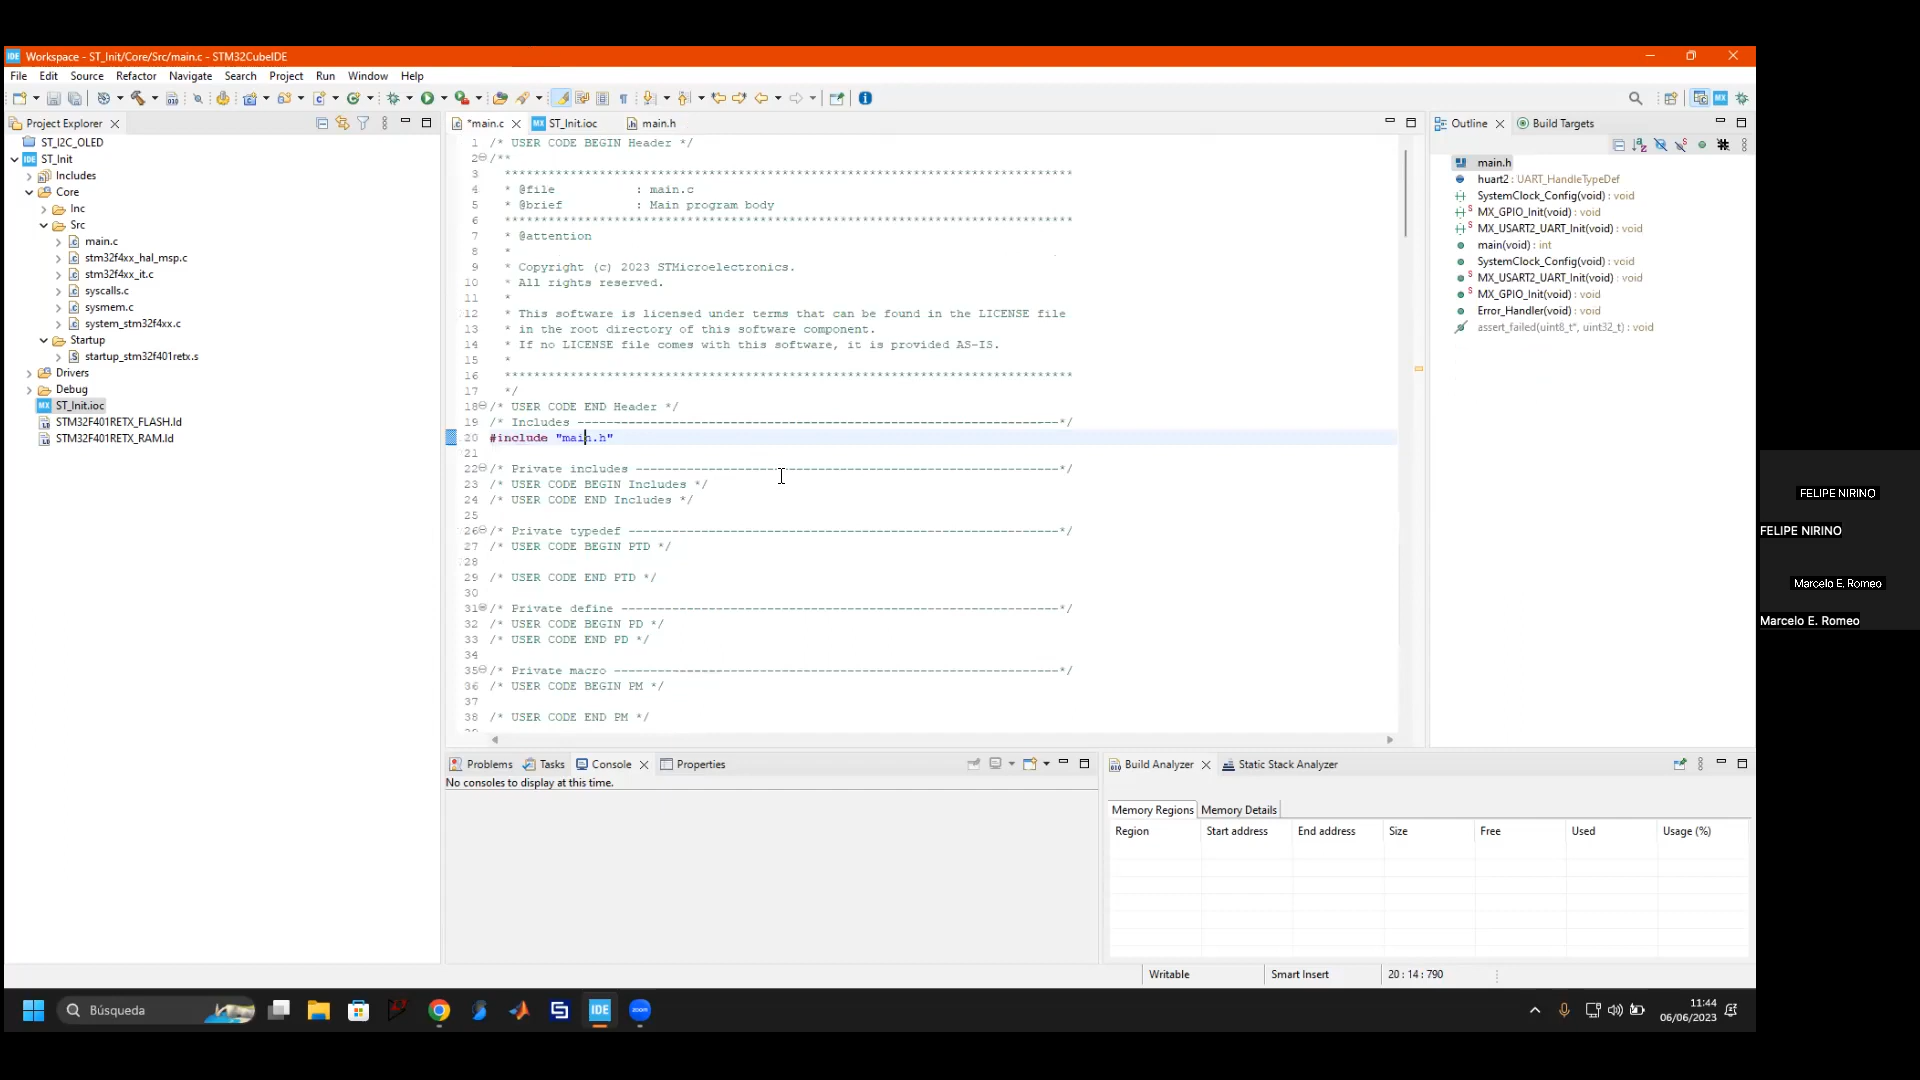 Workspace - ST_Init/Core/Src/main.c - STM32CubeIDE
File Edit Source Refactor Navigate Search Project Run Window Help
Project Explorer
ST_I2C_OLED
ST_Init
Includes
Core
Inc
Src
main.c
stm32f4xx_hal_msp.c
stm32f4xx_it.c
syscalls.c
sysmem.c
system_stm32f4xx.c
Startup
startup_stm32f401retx.s
Drivers
Debug
ST_Init.ioc
STM32F401RETX_FLASH.ld
STM32F401RETX_RAM.ld
*main.c ST_Init.ioc main.h
1 /* USER CODE BEGIN Header */
2 /**
3 ******************************************************************************
4 * @file : main.c
5 * @brief : Main program body
6 ******************************************************************************
7 * @attention
8 *
9 * Copyright (c) 2023 STMicroelectronics.
10 * All rights reserved.
11 *
12 * This software is licensed under terms that can be found in the LICENSE file
13 * in the root directory of this software component.
14 * If no LICENSE file comes with this software, it is provided AS-IS.
15 *
16 ******************************************************************************
17 */
18 /* USER CODE END Header */
19 /* Includes ------------------------------------------------------------------*/
20 #include "main.h"
21
22 /* Private includes ----------------------------------------------------------*/
23 /* USER CODE BEGIN Includes */
24 /* USER CODE END Includes */
25
26 /* Private typedef -----------------------------------------------------------*/
27 /* USER CODE BEGIN PTD */
28
29 /* USER CODE END PTD */
30
31 /* Private define ------------------------------------------------------------*/
32 /* USER CODE BEGIN PD */
33 /* USER CODE END PD */
34
35 /* Private macro -------------------------------------------------------------*/
36 /* USER CODE BEGIN PM */
37
38 /* USER CODE END PM */
Outline Build Targets
main.h
huart2 : UART_HandleTypeDef
SystemClock_Config(void) : void
MX_GPIO_Init(void) : void
MX_USART2_UART_Init(void) : void
main(void) : int
SystemClock_Config(void) : void
MX_USART2_UART_Init(void) : void
MX_GPIO_Init(void) : void
Error_Handler(void) : void
assert_failed(uint8_t*, uint32_t) : void
Problems Tasks Console Properties
No consoles to display at this time.
Build Analyzer Static Stack Analyzer
Memory Regions Memory Details
Region Start address End address Size Free Used Usage (%)
Writable Smart Insert 20 : 14 : 790
FELIPE NIRINO
FELIPE NIRINO
Marcelo E. Romeo
Marcelo E. Romeo
Búsqueda
IDE
zoom
11:44
06/06/2023